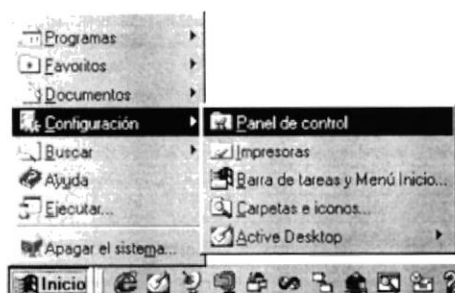 Programas
Favoritos
Documentos
Configuración
Buscar
Ayuda
Ejecutar...
Apagar el sistema...
Panel de control
Impresoras
Barra de tareas y Menú Inicio...
Carpetas e iconos...
Active Desktop
Inicio